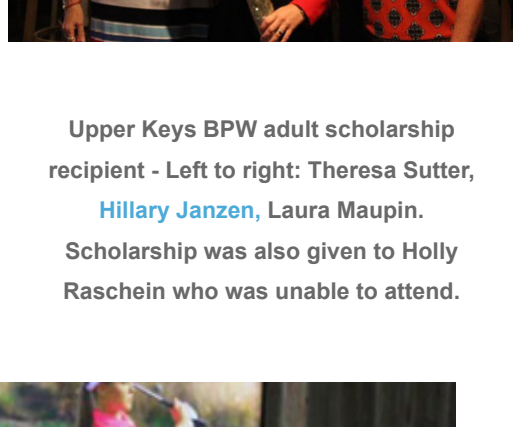 Upper Keys BPW adult scholarship
recipient - Left to right: Theresa Sutter,
Hillary Janzen, Laura Maupin.
Scholarship was also given to Holly
Raschein who was unable to attend.